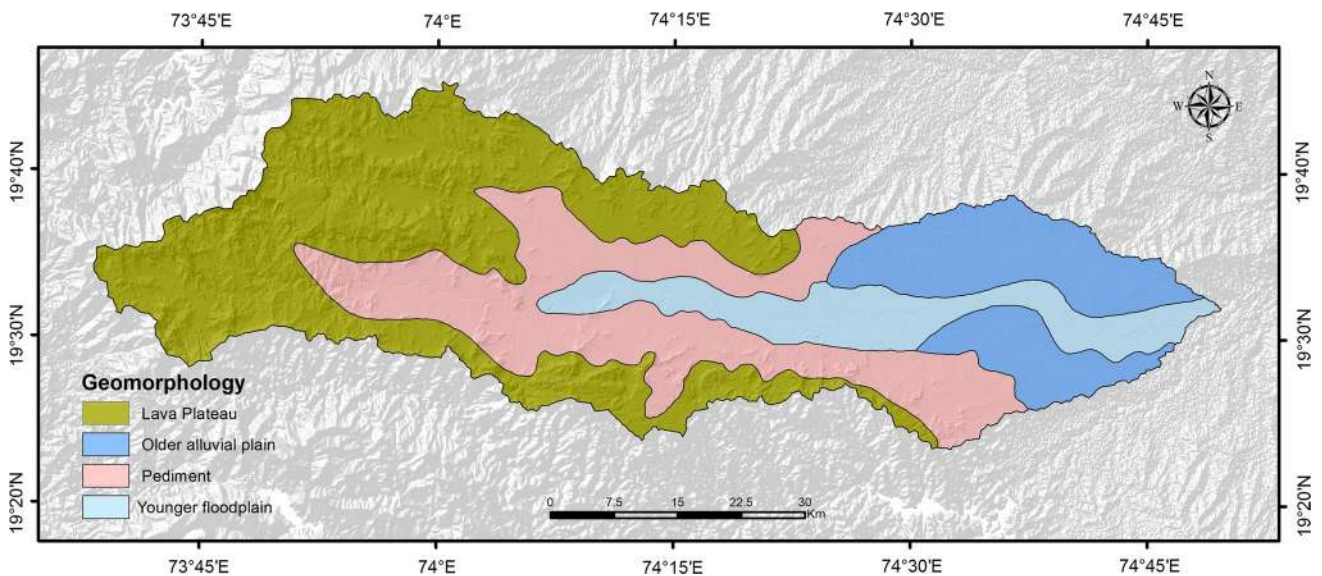 73°45'E 74°E 74°15'E 74°30'E 74°45'E
N
W E
S
19°40'N 19°40'N
19°30'N 19°30'N
Geomorphology
Lava Plateau
Older alluvial plain
Pediment
Younger floodplain
0 7.5 15 22.5 30
Km
19°20'N 19°20'N
73°45'E 74°E 74°15'E 74°30'E 74°45'E